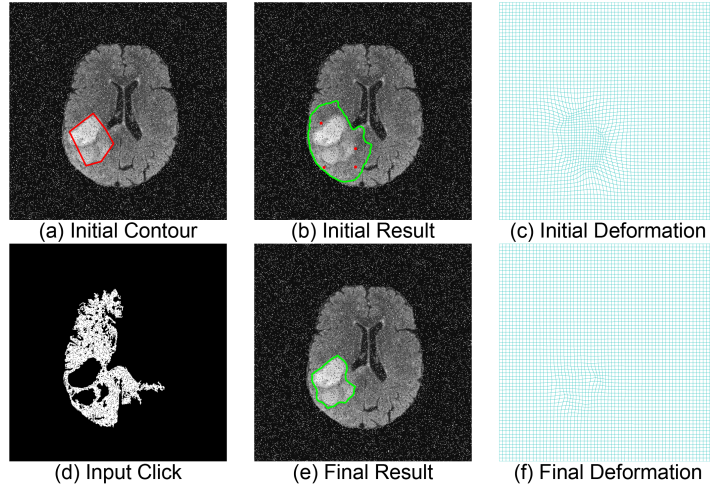 (a) Initial Contour
(b) Initial Result
(c) Initial Deformation
(d) Input Click
(e) Final Result
(f) Final Deformation